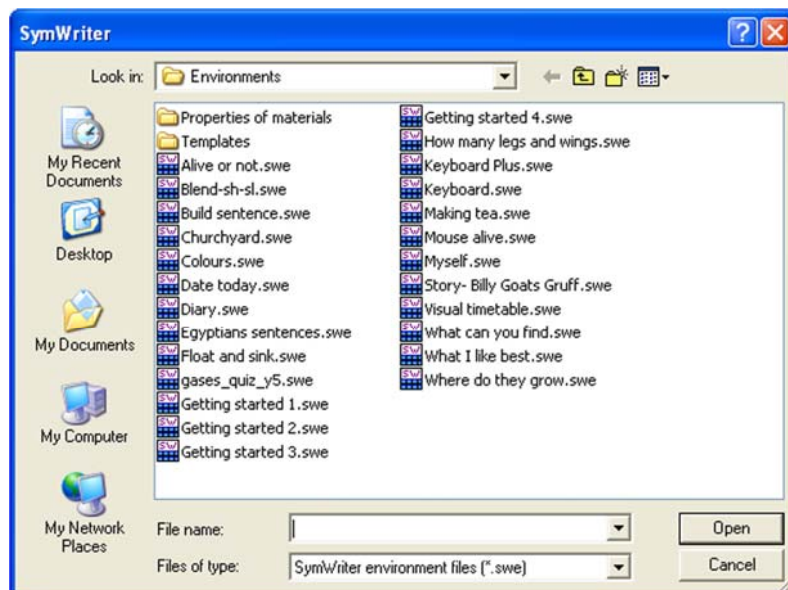 SymWriter
Look in:
Environments
My Recent
Documents
Desktop
My Documents
My Computer
My Network
Places
Properties of materials
Templates
Alive or not.swe
Blend-sh-sl.swe
Build sentence.swe
Churchyard.swe
Colours.swe
Date today.swe
Diary.swe
Egyptians sentences.swe
Float and sink.swe
gases_quiz_y5.swe
Getting started 1.swe
Getting started 2.swe
Getting started 3.swe
Getting started 4.swe
How many legs and wings.swe
Keyboard Plus.swe
Keyboard.swe
Making tea.swe
Mouse alive.swe
Myself.swe
Story- Billy Goats Gruff.swe
Visual timetable.swe
What can you find.swe
What I like best.swe
Where do they grow.swe
File name:
Open
Files of type:
SymWriter environment files (*.swe)
Cancel